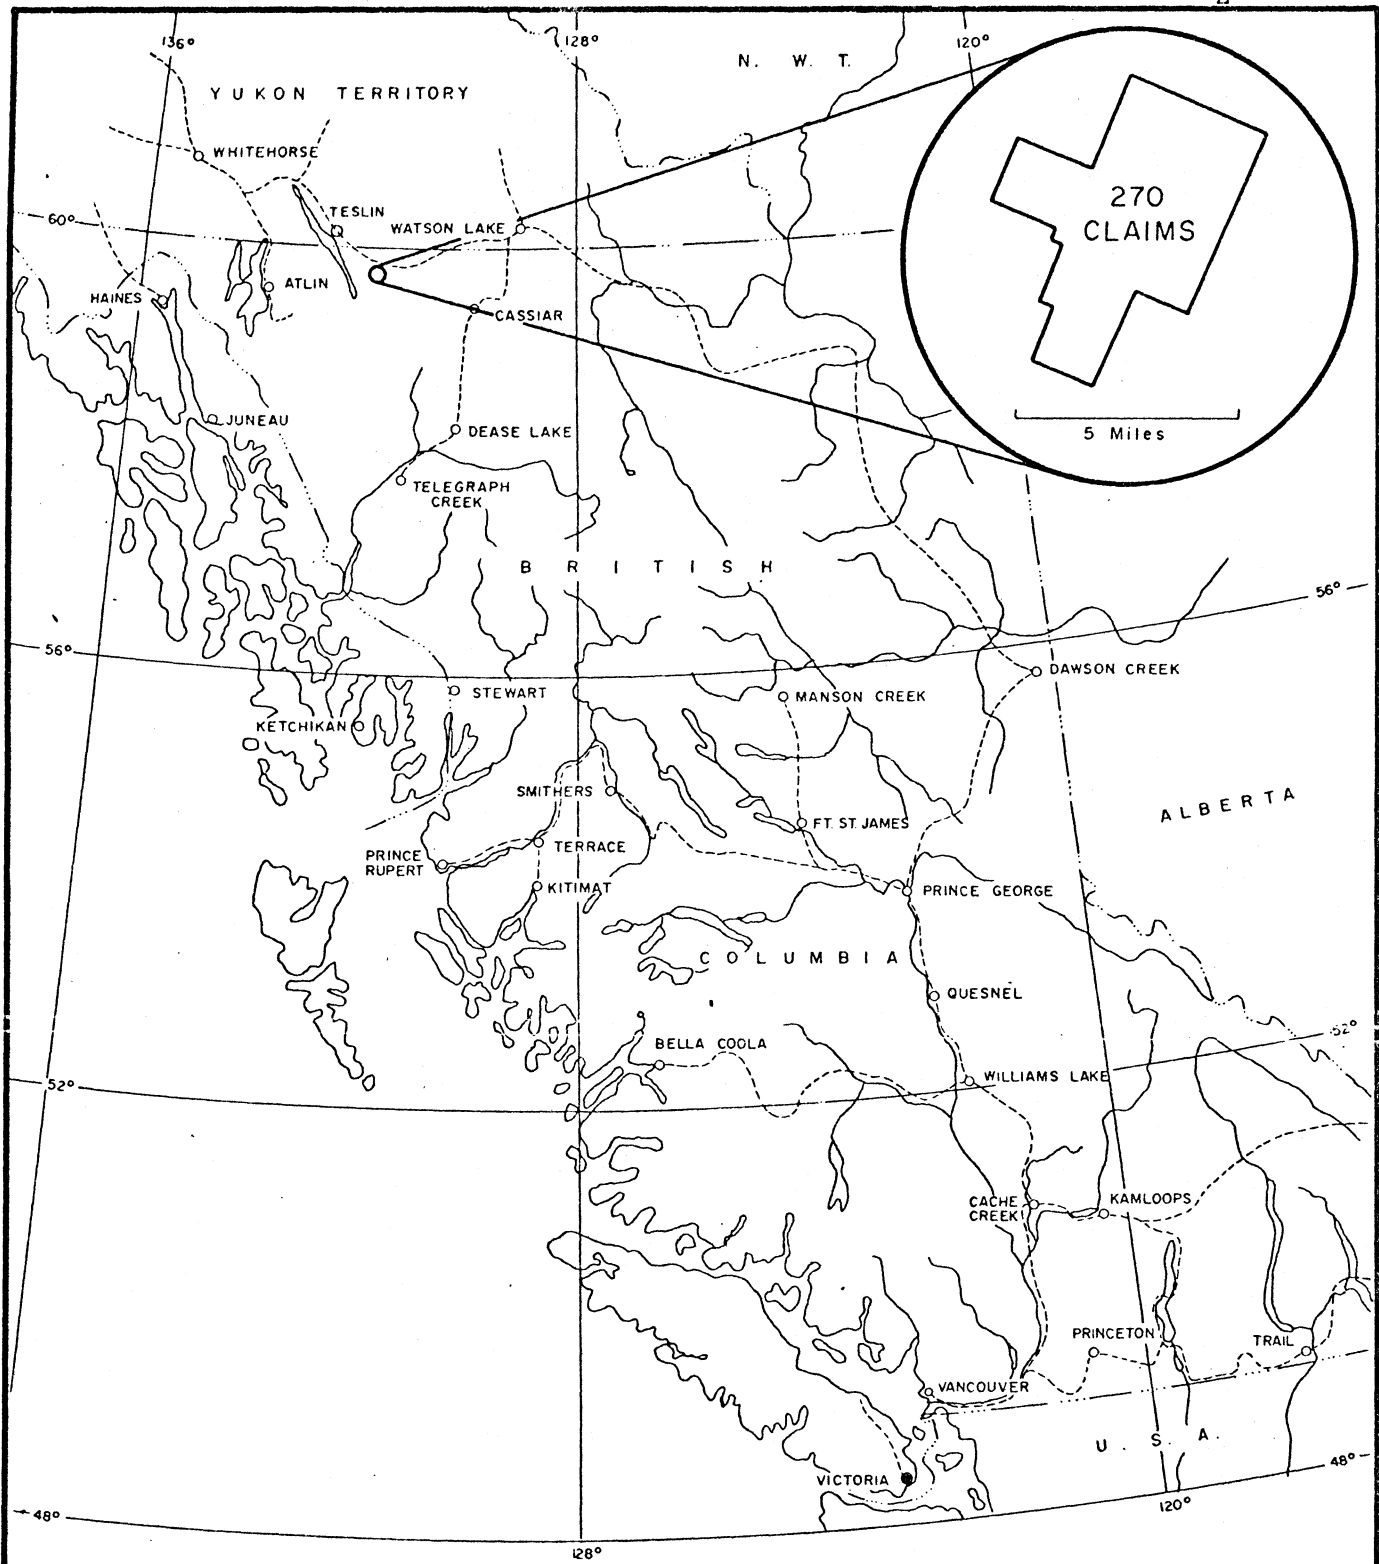 136°
128°
120°
N. W. T.
YUKON TERRITORY
WHITEHORSE
270
CLAIMS
5 Miles
60°
TESLIN
WATSON LAKE
ATLIN
HAINES
CASSIAR
JUNEAU
DEASE LAKE
TELEGRAPH
CREEK
BRITISH
56°
56°
DAWSON CREEK
STEWART
MANSON CREEK
KETCHIKAN
SMITHERS
ALBERTA
FT. ST. JAMES
TERRACE
PRINCE
RUPERT
KITIMAT
PRINCE GEORGE
COLUMBIA
QUESNEL
52°
BELLA COOLA
WILLIAMS LAKE
52°
CACHE
CREEK
KAMLOOPS
PRINCETON
TRAIL
VANCOUVER
U. S. A.
VICTORIA
48°
120°
48°
128°